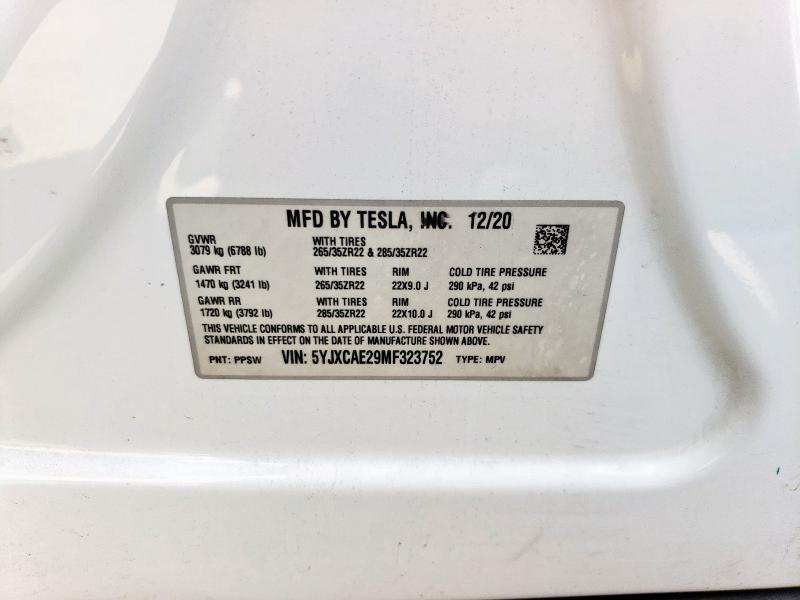 MFD BY TESLA, INC. 12/20
GVWR WITH TIRES
3079 kg (6788 lb) 265/35ZR22 & 285/35ZR22
GAWR FRT WITH TIRES RIM COLD TIRE PRESSURE
1470 kg (3241 lb) 265/35ZR22 22X9.0 J 290 kPa, 42 psi
GAWR RR WITH TIRES RIM COLD TIRE PRESSURE
1720 kg (3792 lb) 285/35ZR22 22X10.0 J 290 kPa, 42 psi
THIS VEHICLE CONFORMS TO ALL APPLICABLE U.S. FEDERAL MOTOR VEHICLE SAFETY
STANDARDS IN EFFECT ON THE DATE OF MANUFACTURE SHOWN ABOVE.
PNT: PPSW VIN: 5YJXCAE29MF323752 TYPE: MPV